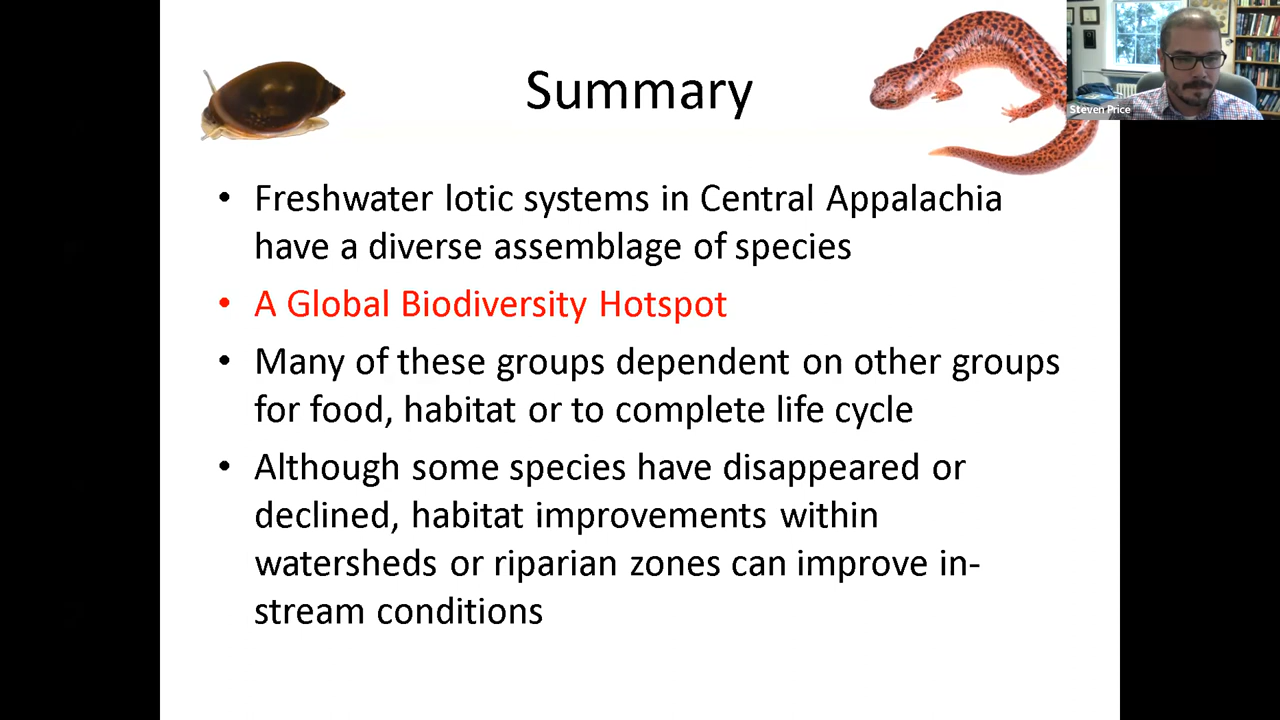 Summary
Steven Price
• Freshwater lotic systems in Central Appalachia
have a diverse assemblage of species
• A Global Biodiversity Hotspot
• Many of these groups dependent on other groups
for food, habitat or to complete life cycle
• Although some species have disappeared or
declined, habitat improvements within
watersheds or riparian zones can improve in-
stream conditions